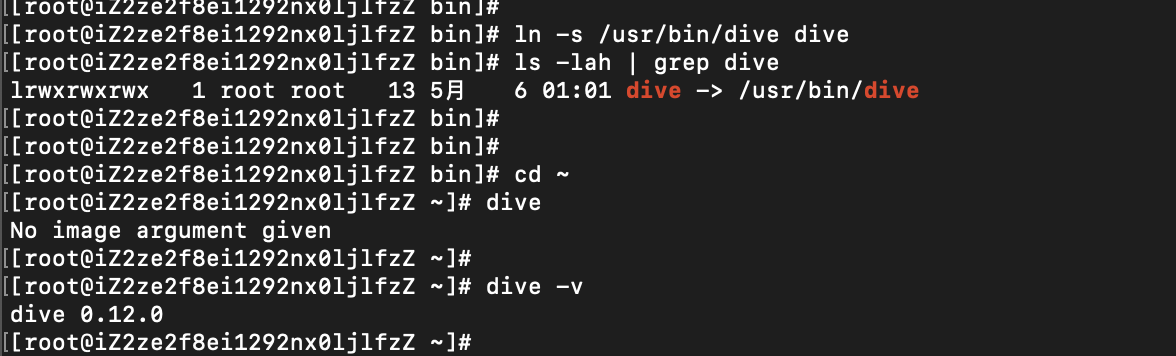 [[root@iZ2ze2f8ei1292nx0ljlfzZ bin]#
[[root@iZ2ze2f8ei1292nx0ljlfzZ bin]# ln -s /usr/bin/dive dive
[[root@iZ2ze2f8ei1292nx0ljlfzZ bin]# ls -lah | grep dive
lrwxrwxrwx   1 root root   13 5月    6 01:01 dive -> /usr/bin/dive
[[root@iZ2ze2f8ei1292nx0ljlfzZ bin]#
[[root@iZ2ze2f8ei1292nx0ljlfzZ bin]#
[[root@iZ2ze2f8ei1292nx0ljlfzZ bin]# cd ~
[[root@iZ2ze2f8ei1292nx0ljlfzZ ~]# dive
No image argument given
[[root@iZ2ze2f8ei1292nx0ljlfzZ ~]#
[[root@iZ2ze2f8ei1292nx0ljlfzZ ~]# dive -v
dive 0.12.0
[[root@iZ2ze2f8ei1292nx0ljlfzZ ~]#